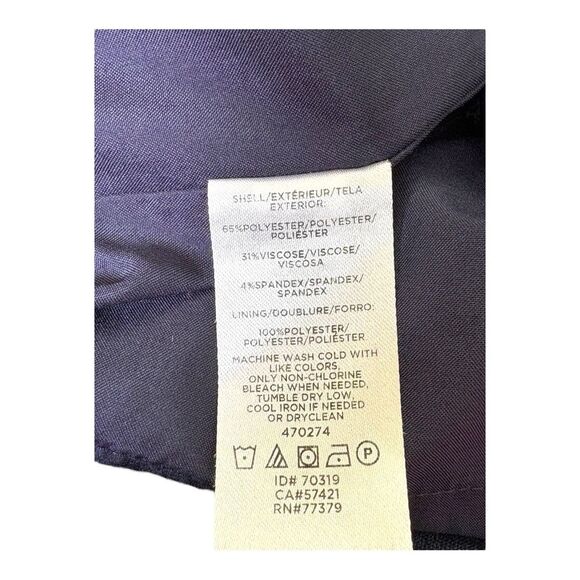 SHELL/EXTÉRIEUR/TELA
EXTERIOR:
65%POLYESTER/POLYESTER/
POLIÉSTER
31%VISCOSE/VISCOSE/
VISCOSA
4%SPANDEX/SPANDEX/
SPANDEX
LINING/DOUBLURE/FORRO:
100%POLYESTER/
POLYESTER/POLIÉSTER
MACHINE WASH COLD WITH
LIKE COLORS,
ONLY NON-CHLORINE
BLEACH WHEN NEEDED,
TUMBLE DRY LOW,
COOL IRON IF NEEDED
OR DRYCLEAN
470274
P
ID# 70319
CA#57421
RN#77379